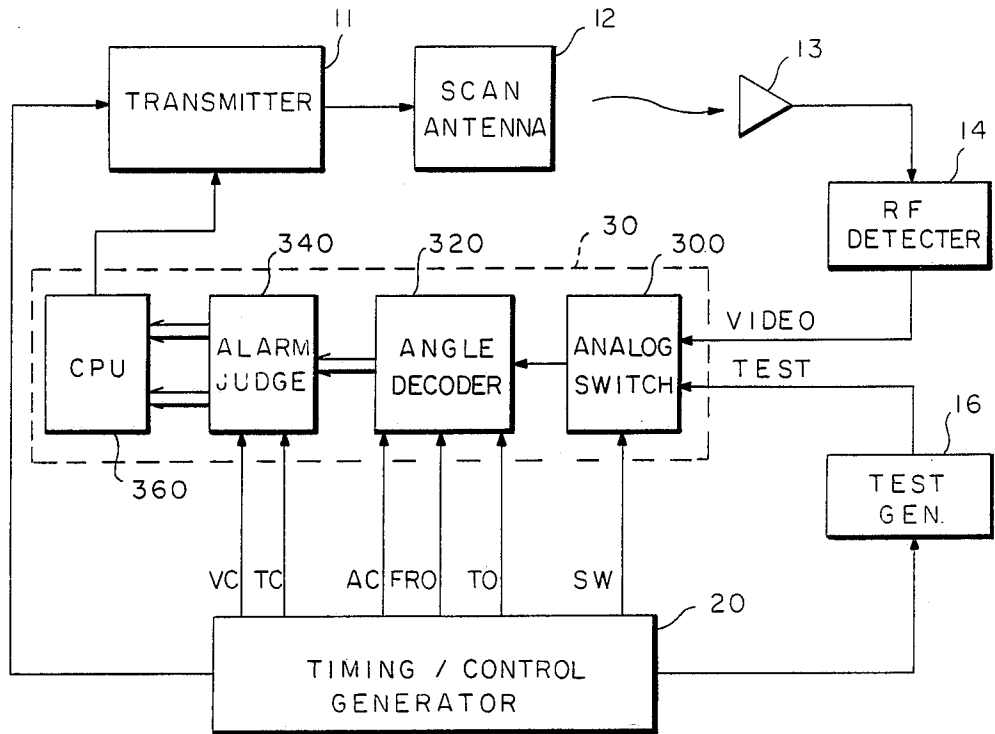 11
12
13
TRANSMITTER
SCAN
ANTENNA
14
RF
DETECTER
340
320
30
300
VIDEO
TEST
CPU
ALARM
JUDGE
ANGLE
DECODER
ANALOG
SWITCH
360
16
TEST
GEN.
VC TC AC FRO TO SW
20
TIMING / CONTROL
GENERATOR